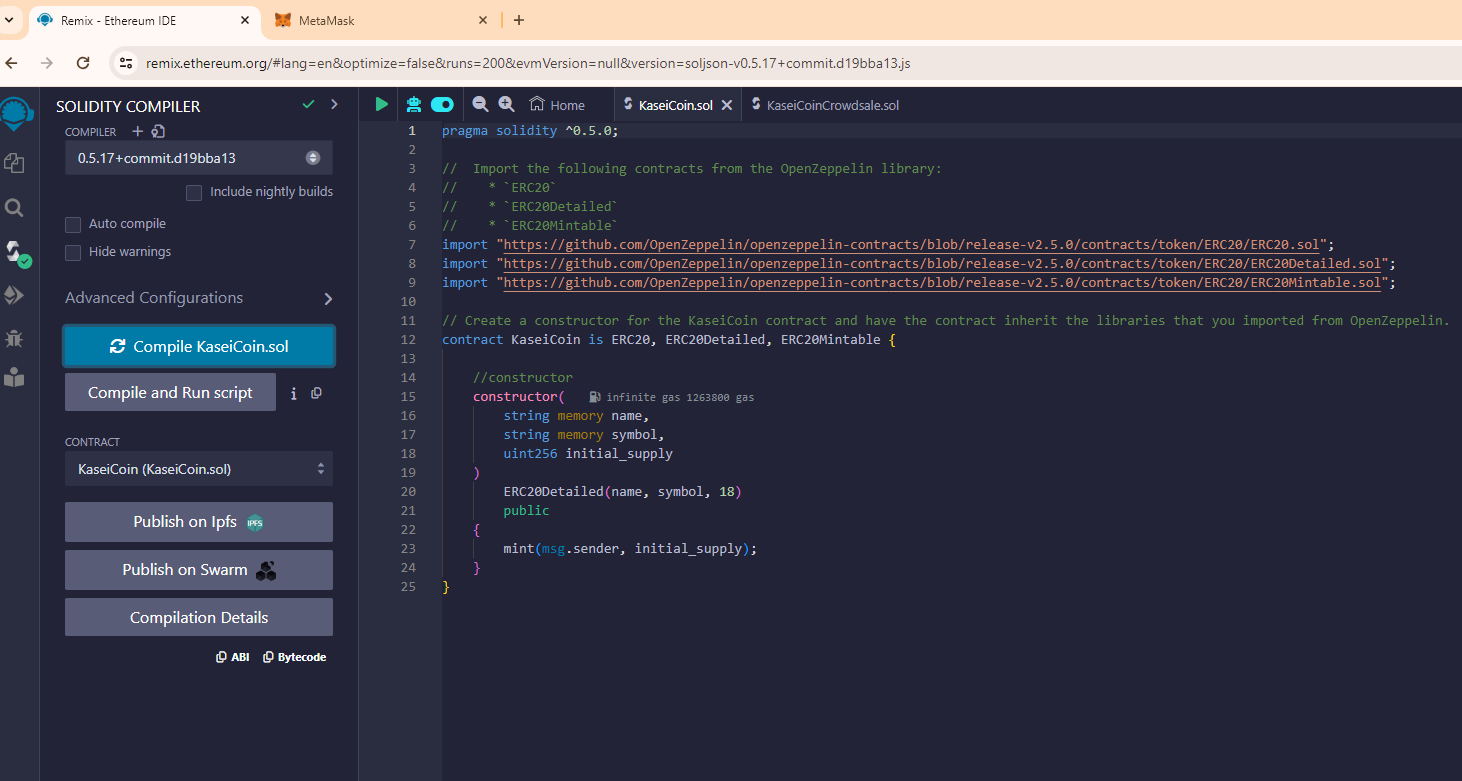 Remix - Ethereum IDE
MetaMask
remix.ethereum.org/#lang=en&optimize=false&runs=200&evmVersion=null&version=soljson-v0.5.17+commit.d19bba13.js
SOLIDITY COMPILER
COMPILER
0.5.17+commit.d19bba13
Include nightly builds
Auto compile
Hide warnings
Advanced Configurations
Compile KaseiCoin.sol
Compile and Run script
CONTRACT
KaseiCoin (KaseiCoin.sol)
Publish on Ipfs IPFS
Publish on Swarm
Compilation Details
ABI Bytecode
Home KaseiCoin.sol KaseiCoinCrowdsale.sol
1 pragma solidity ^0.5.0;
2
3 //  Import the following contracts from the OpenZeppelin library:
4 //    * `ERC20`
5 //    * `ERC20Detailed`
6 //    * `ERC20Mintable`
7 import "https://github.com/OpenZeppelin/openzeppelin-contracts/blob/release-v2.5.0/contracts/token/ERC20/ERC20.sol";
8 import "https://github.com/OpenZeppelin/openzeppelin-contracts/blob/release-v2.5.0/contracts/token/ERC20/ERC20Detailed.sol";
9 import "https://github.com/OpenZeppelin/openzeppelin-contracts/blob/release-v2.5.0/contracts/token/ERC20/ERC20Mintable.sol";
10
11 // Create a constructor for the KaseiCoin contract and have the contract inherit the libraries that you imported from OpenZeppelin.
12 contract KaseiCoin is ERC20, ERC20Detailed, ERC20Mintable {
13
14     //constructor
15     constructor( infinite gas 1263800 gas
16         string memory name,
17         string memory symbol,
18         uint256 initial_supply
19     )
20         ERC20Detailed(name, symbol, 18)
21         public
22     {
23         mint(msg.sender, initial_supply);
24     }
25 }